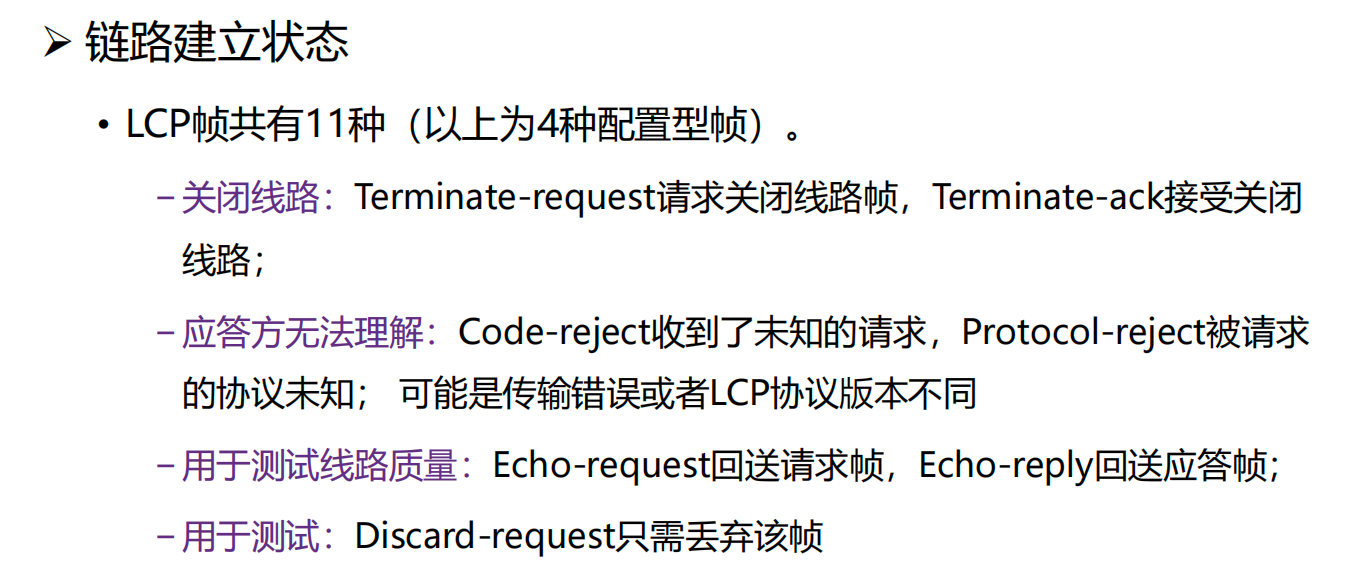 ➢ 链路建立状态
• LCP帧共有11种（以上为4种配置型帧）。
– 关闭线路：Terminate-request请求关闭线路帧，Terminate-ack接受关闭
线路；
– 应答方无法理解：Code-reject收到了未知的请求，Protocol-reject被请求
的协议未知； 可能是传输错误或者LCP协议版本不同
– 用于测试线路质量：Echo-request回送请求帧，Echo-reply回送应答帧；
– 用于测试：Discard-request只需丢弃该帧